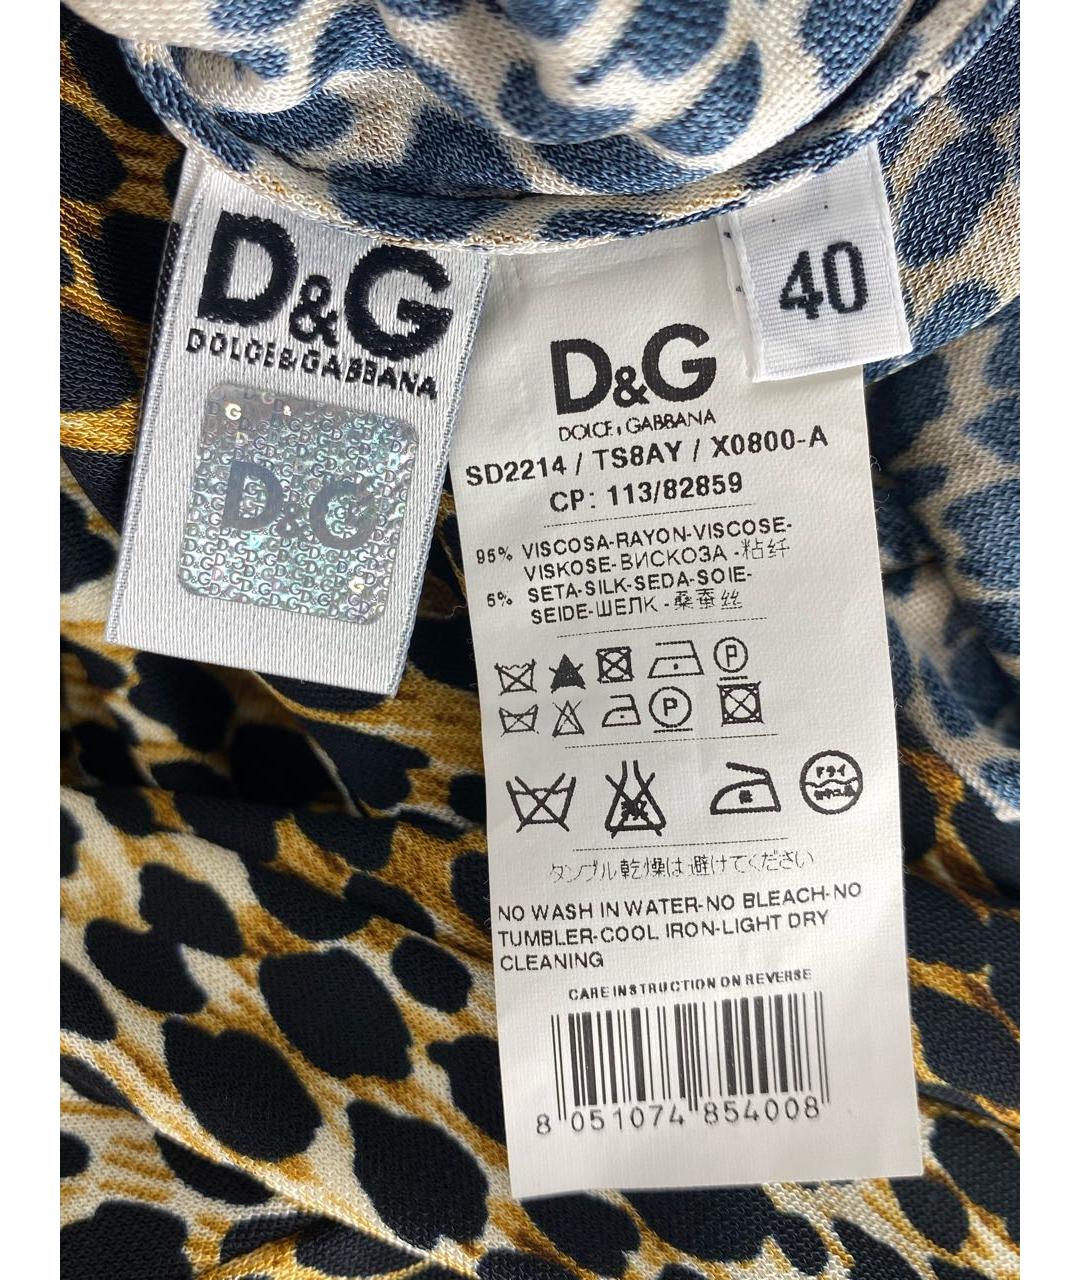 D&G
DOLCE&GABBANA
D&G
40
D&G
DOLCE & GABBANA
SD2214 / TS8AY / X0800-A
CP: 113/82859
95% VISCOSA-RAYON-VISCOSE-
VISKOSE-ВИСКОЗА -粘纤
5% SETA-SILK-SEDA-SOIE-
SEIDE-ШЕЛК - 桑蚕丝
P
P
ドライ
タンブル乾燥は避けてください
NO WASH IN WATER-NO BLEACH-NO
TUMBLER-COOL IRON-LIGHT DRY
CLEANING
CARE INSTRUCTION ON REVERSE
8 051074 854008